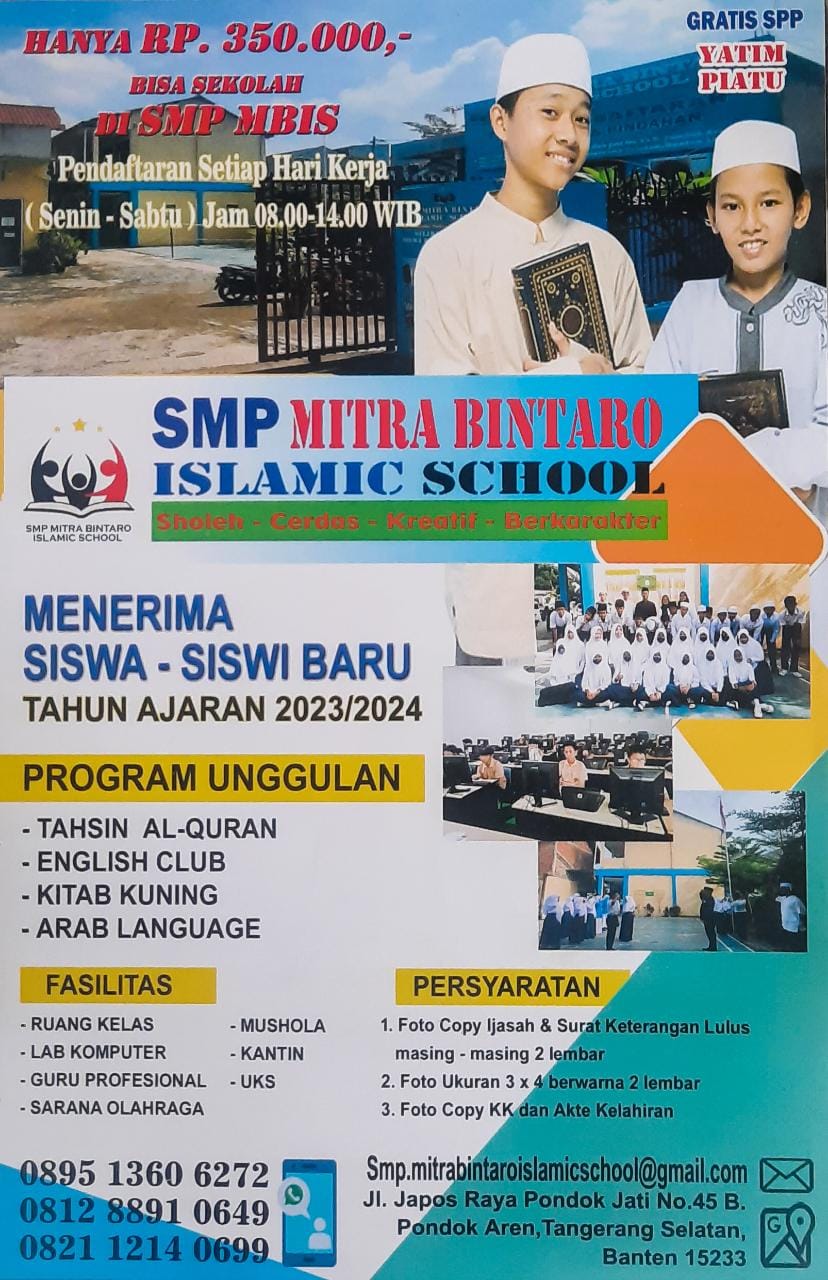 HANYA RP. 350.000,-
BISA SEKOLAH
DI SMP MBIS
Pendaftaran Setiap Hari Kerja
( Senin - Sabtu ) Jam 08.00-14.00 WIB
GRATIS SPP
YATIM
PIATU
SMP MITRA BINTARO
ISLAMIC SCHOOL
Sholeh - Cerdas - Kreatif - Berkarakter
SMP MITRA BINTARO
ISLAMIC SCHOOL
MENERIMA
SISWA - SISWI BARU
TAHUN AJARAN 2023/2024
PROGRAM UNGGULAN
- TAHSIN AL-QURAN
- ENGLISH CLUB
- KITAB KUNING
- ARAB LANGUAGE
FASILITAS
- RUANG KELAS
- LAB KOMPUTER
- GURU PROFESIONAL
- SARANA OLAHRAGA
- MUSHOLA
- KANTIN
- UKS
PERSYARATAN
1. Foto Copy Ijasah & Surat Keterangan Lulus
masing - masing 2 lembar
2. Foto Ukuran 3 x 4 berwarna 2 lembar
3. Foto Copy KK dan Akte Kelahiran
0895 1360 6272
0812 8891 0649
0821 1214 0699
Smp.mitrabintaroislamicschool@gmail.com
Jl. Japos Raya Pondok Jati No.45 B.
Pondok Aren,Tangerang Selatan,
Banten 15233
G